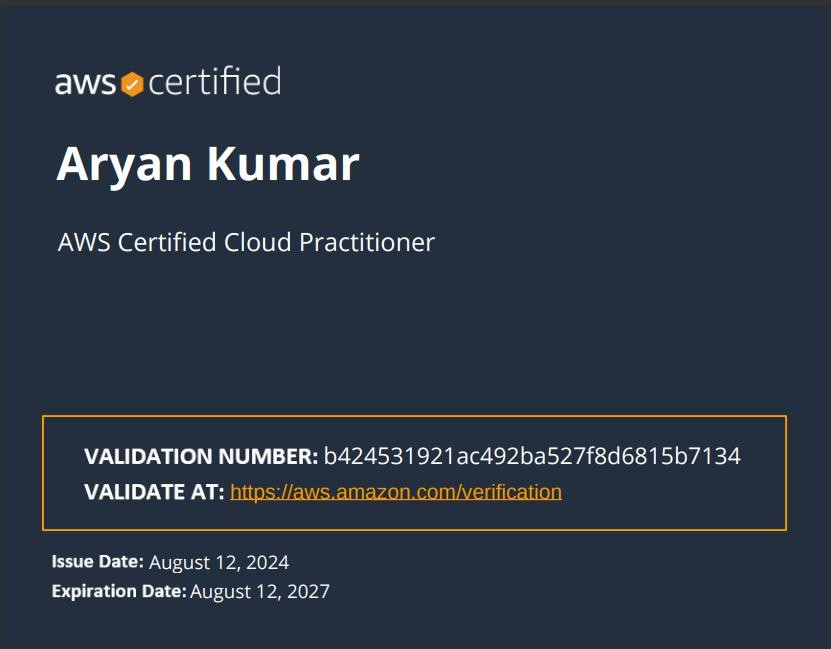 aws certified
Aryan Kumar
AWS Certified Cloud Practitioner
VALIDATION NUMBER: b424531921ac492ba527f8d6815b7134
VALIDATE AT: https://aws.amazon.com/verification
Issue Date: August 12, 2024
Expiration Date: August 12, 2027